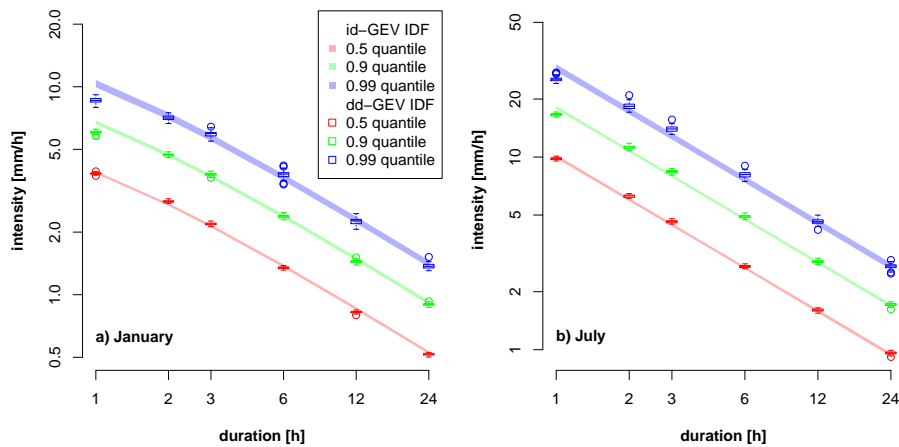 20.0
10.0
5.0
2.0
1.0
0.5
intensity [mm/h]
id−GEV IDF
0.5 quantile
0.9 quantile
0.99 quantile
dd−GEV IDF
0.5 quantile
0.9 quantile
0.99 quantile
a) January
1 2 3 6 12 24
duration [h]
50
20
10
5
2
1
intensity [mm/h]
b) July
1 2 3 6 12 24
duration [h]